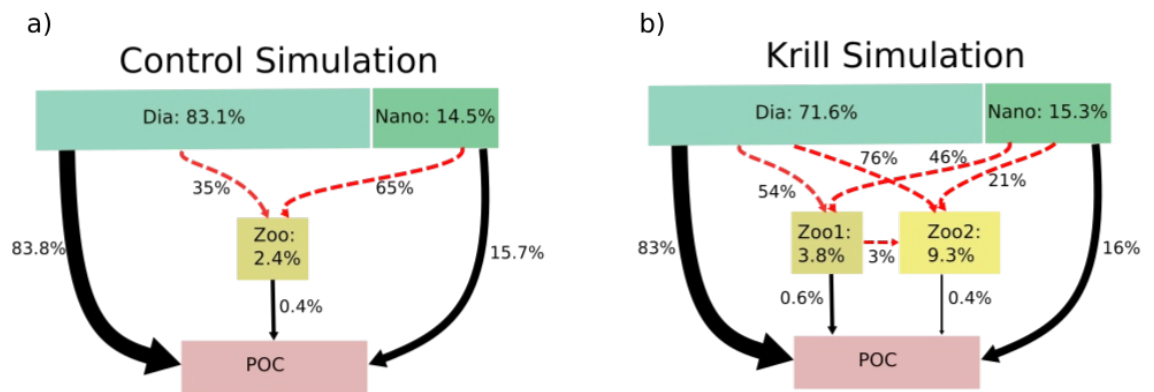 a)
Control Simulation
Dia: 83.1%
Nano: 14.5%
35%
65%
Zoo:
2.4%
83.8%
15.7%
0.4%
POC
b)
Krill Simulation
Dia: 71.6%
Nano: 15.3%
76%
46%
54%
21%
Zoo1:
3.8%
3%
Zoo2:
9.3%
83%
16%
0.6%
0.4%
POC